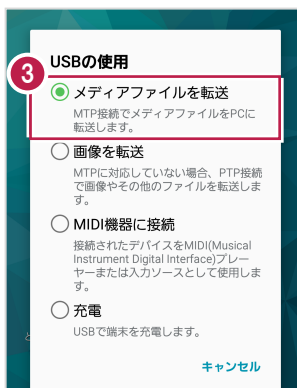 USBの使用
3
メディアファイルを転送
MTP接続でメディアファイルをPCに
転送します。
画像を転送
MTPに対応していない場合、PTP接続
で画像やその他のファイルを転送しま
す。
MIDI機器に接続
接続されたデバイスをMIDI(Musical
Instrument Digital Interface)プレー
ヤーまたは入力ソースとして使用しま
す。
充電
USBで端末を充電します。
と
キャンセル